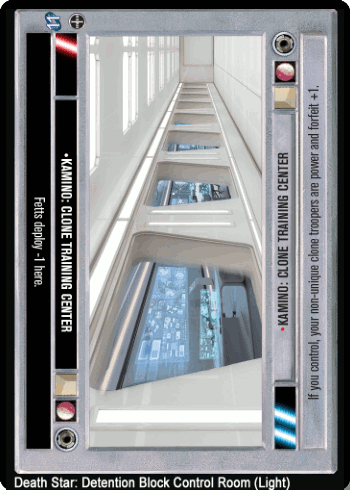 •KAMINO: CLONE TRAINING CENTER
Fetts deploy -1 here.
•KAMINO: CLONE TRAINING CENTER
If you control, your non-unique clone troopers are power and forfeit +1.
Death Star: Detention Block Control Room (Light)